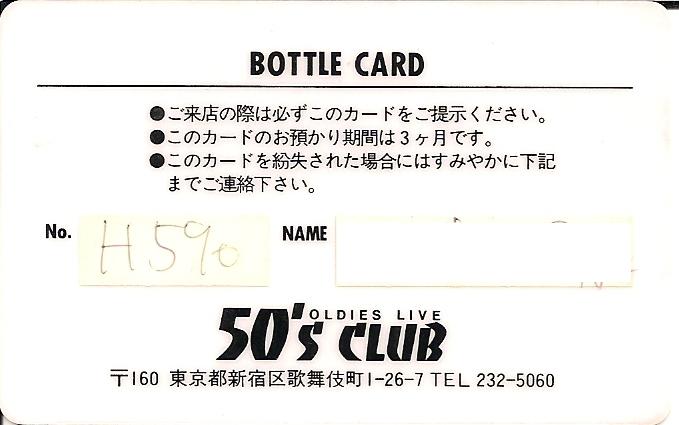 BOTTLE CARD
●ご来店の際は必ずこのカードをご提示ください。
●このカードのお預かり期間は3ヶ月です。
●このカードを紛失された場合にはすみやかに下記
までご連絡下さい。
No. H590 NAME
OLDIES LIVE
50's CLUB
〒160 東京都新宿区歌舞伎町1-26-7 TEL 232-5060